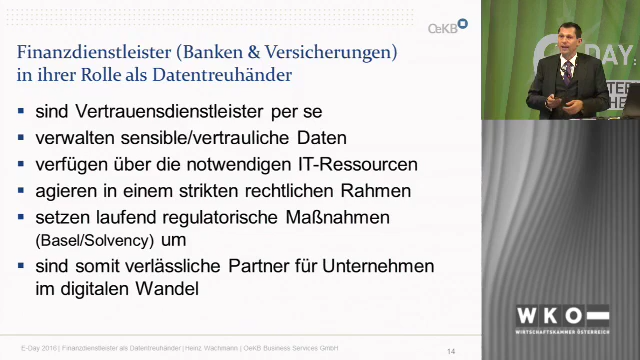 OeKB
Finanzdienstleister (Banken & Versicherungen)
in ihrer Rolle als Datentreuhänder
▪ sind Vertrauensdienstleister per se
▪ verwalten sensible/vertrauliche Daten
▪ verfügen über die notwendigen IT-Ressourcen
▪ agieren in einem strikten rechtlichen Rahmen
▪ setzen laufend regulatorische Maßnahmen
(Basel/Solvency) um
▪ sind somit verlässliche Partner für Unternehmen
im digitalen Wandel
E-Day 2016 | Finanzdienstleister als Datentreuhänder | Heinz Wachmann | OeKB Business Services GmbH
14
DAY:
WKO
WIRTSCHAFTSKAMMER ÖSTERREICH